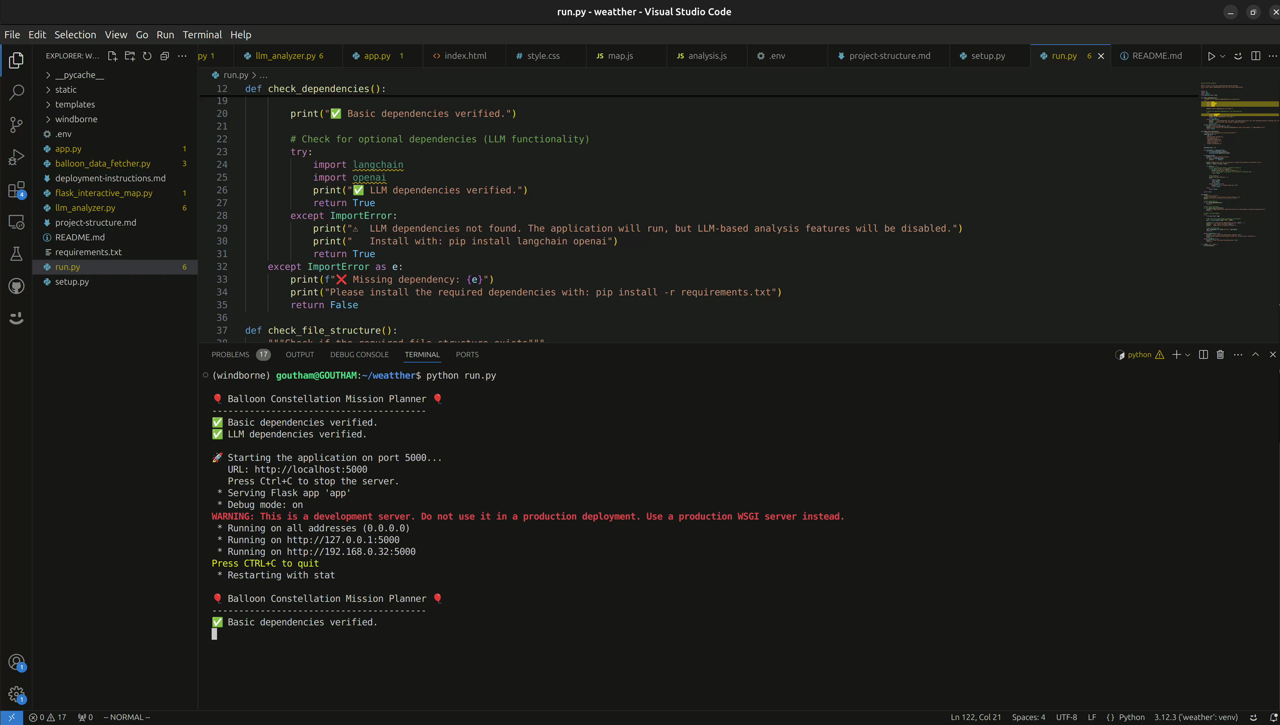 run.py - weatther - Visual Studio Code
File Edit Selection View Go Run Terminal Help
EXPLORER: W...
py 1
llm_analyzer.py 6
app.py 1
index.html
style.css
map.js
analysis.js
.env
project-structure.md
setup.py
run.py 6
README.md
__pycache__
static
templates
windborne
.env
app.py 1
balloon_data_fetcher.py 3
deployment-instructions.md
flask_interactive_map.py 1
llm_analyzer.py 6
project-structure.md
README.md
requirements.txt
run.py 6
setup.py
4
run.py > ...
12 def check_dependencies():
19
20 print("✅ Basic dependencies verified.")
21
22 # Check for optional dependencies (LLM functionality)
23 try:
24 import langchain
25 import openai
26 print("✅ LLM dependencies verified.")
27 return True
28 except ImportError:
29 print("⚠ LLM dependencies not found. The application will run, but LLM-based analysis features will be disabled.")
30 print("   Install with: pip install langchain openai")
31 return True
32 except ImportError as e:
33 print(f"❌ Missing dependency: {e}")
34 print("Please install the required dependencies with: pip install -r requirements.txt")
35 return False
36
37 def check_file_structure():
"""Check if the required file structure exists"""
PROBLEMS 17 OUTPUT DEBUG CONSOLE TERMINAL PORTS
python
(windborne) goutham@GOUTHAM:~/weatther$ python run.py
🎈 Balloon Constellation Mission Planner 🎈
----------------------------------------
✅ Basic dependencies verified.
✅ LLM dependencies verified.
🚀 Starting the application on port 5000...
URL: http://localhost:5000
Press Ctrl+C to stop the server.
* Serving Flask app 'app'
* Debug mode: on
WARNING: This is a development server. Do not use it in a production deployment. Use a production WSGI server instead.
* Running on all addresses (0.0.0.0)
* Running on http://127.0.0.1:5000
* Running on http://192.168.0.32:5000
Press CTRL+C to quit
* Restarting with stat
🎈 Balloon Constellation Mission Planner 🎈
----------------------------------------
✅ Basic dependencies verified.
1
1
0 17 0 -- NORMAL -- Ln 122, Col 21 Spaces: 4 UTF-8 LF {} Python 3.12.3 ('weather': venv)